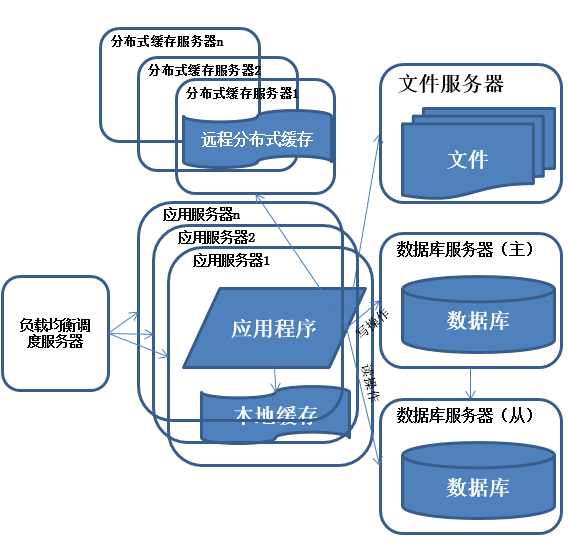 分布式缓存服务器n
分布式缓存服务器2
分布式缓存服务器1
远程分布式缓存
文件服务器
文件
应用服务器n
应用服务器2
应用服务器1
应用程序
本地缓存
负载均衡调
度服务器
写操作
读操作
数据库服务器（主）
数据库
数据库服务器（从）
数据库